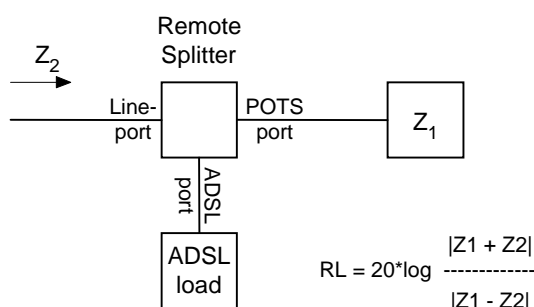 Remote
Splitter
Z2
Line-
port
POTS
port
Z1
ADSL
port
ADSL
load
|Z1 + Z2|
RL = 20*log ------------
|Z1 - Z2|